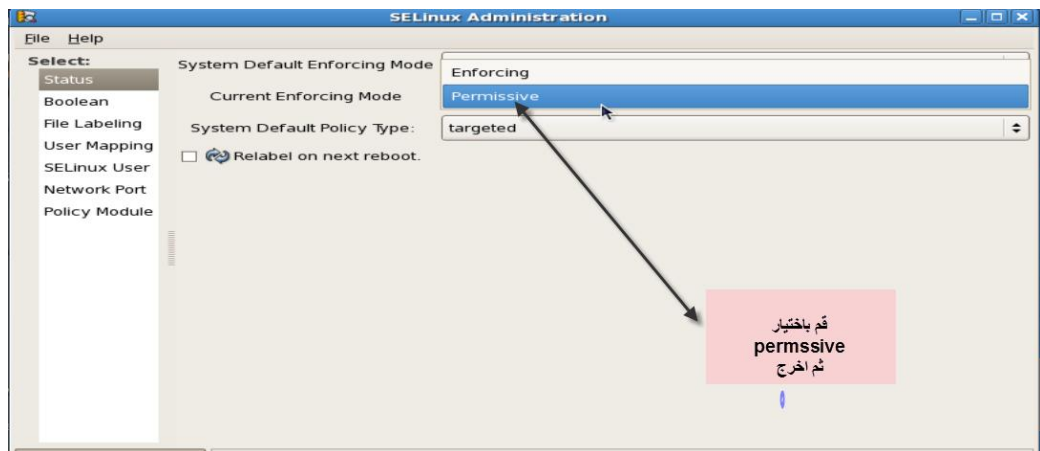 SELinux Administration
File Help
Select:
Status
Boolean
File Labeling
User Mapping
SELinux User
Network Port
Policy Module
System Default Enforcing Mode
Enforcing
Current Enforcing Mode
Permissive
System Default Policy Type:
targeted
Relabel on next reboot.
قم باختيار
permssive
ثم اخرج